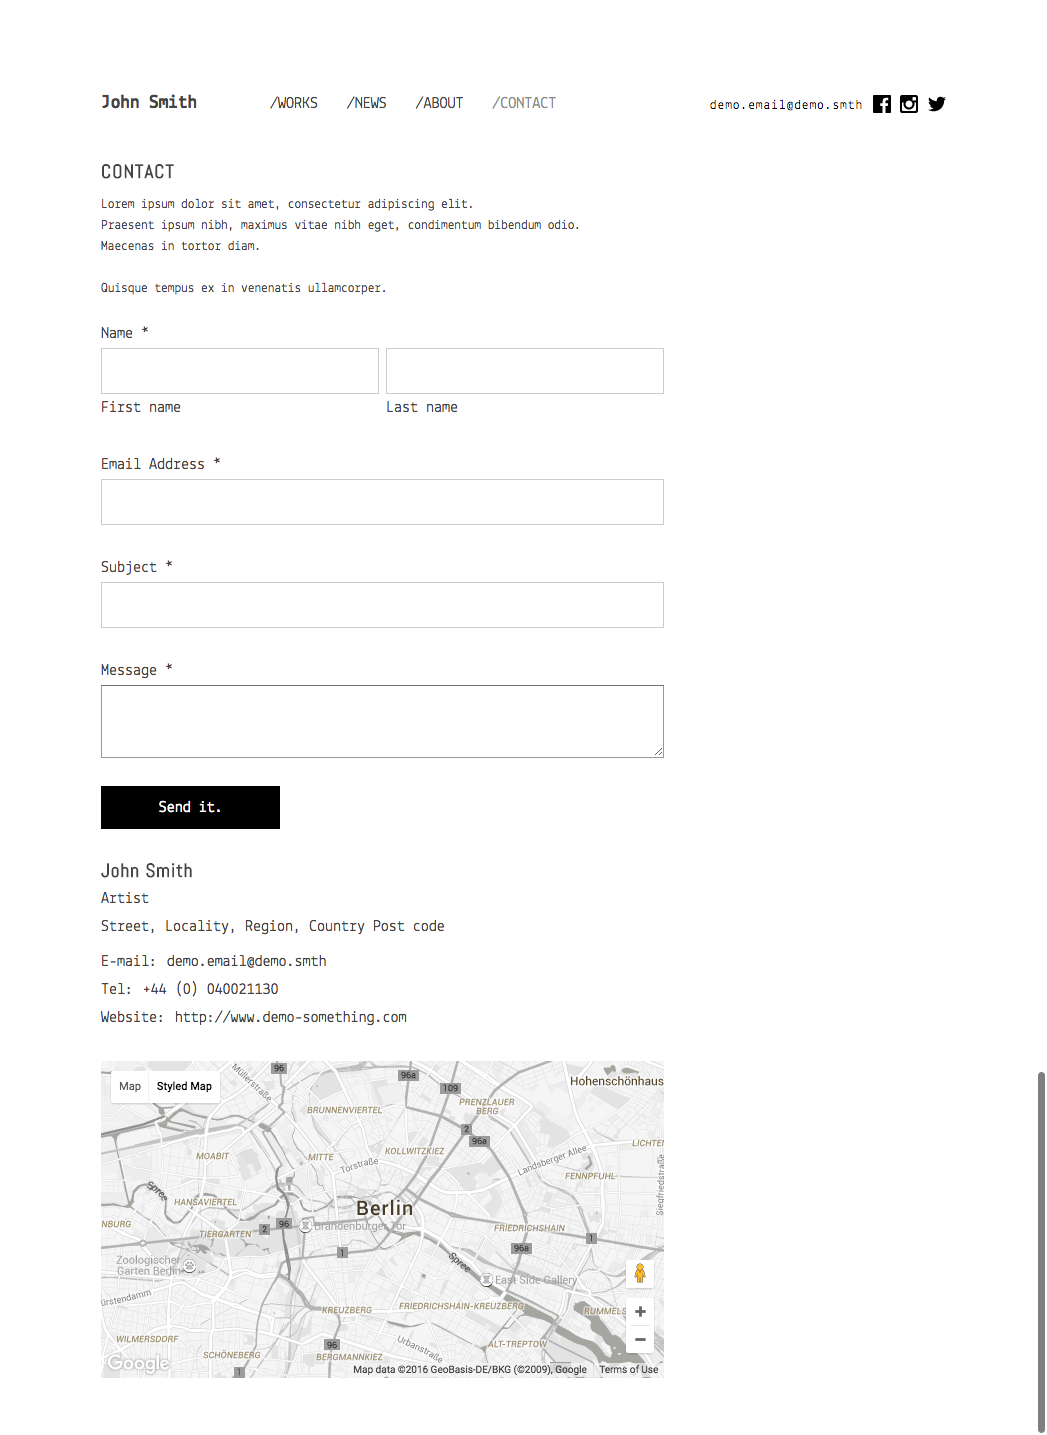 John Smith /WORKS /NEWS /ABOUT /CONTACT demo.email@demo.smth
CONTACT
Lorem ipsum dolor sit amet, consectetur adipiscing elit.
Praesent ipsum nibh, maximus vitae nibh eget, condimentum bibendum odio.
Maecenas in tortor diam.
Quisque tempus ex in venenatis ullamcorper.
Name *
First name Last name
Email Address *
Subject *
Message *
Send it.
John Smith
Artist
Street, Locality, Region, Country Post code
E-mail: demo.email@demo.smth
Tel: +44 (0) 040021130
Website: http://www.demo-something.com
Map Styled Map
Müllerstraße
96
96a
109
Hohenschönhaus
BRUNNENVIERTEL
PRENZLAUER
BERG
2
96a
MOABIT
MITTE
Torstraße
KOLLWITZKIEZ
Landsberger Allee
LICHTEN
FENNPFUHL
Siegfriedstraße
Spree
HANSAVIERTEL
Berlin
NBURG
TIERGARTEN
2
96
Brandenburger Tor
FRIEDRICHSHAIN
1
1
96a
Zoologischer
Garten Berlin
Spree
East Side Gallery
ürstendamm
KREUZBERG
FRIEDRICHSHAIN-KREUZBERG
RUMMELS
WILMERSDORF
SCHÖNEBERG
96
BERGMANNKIEZ
Urbanstraße
ALT-TREPTOW
Google
1
Map data ©2016 GeoBasis-DE/BKG (©2009), Google Terms of Use